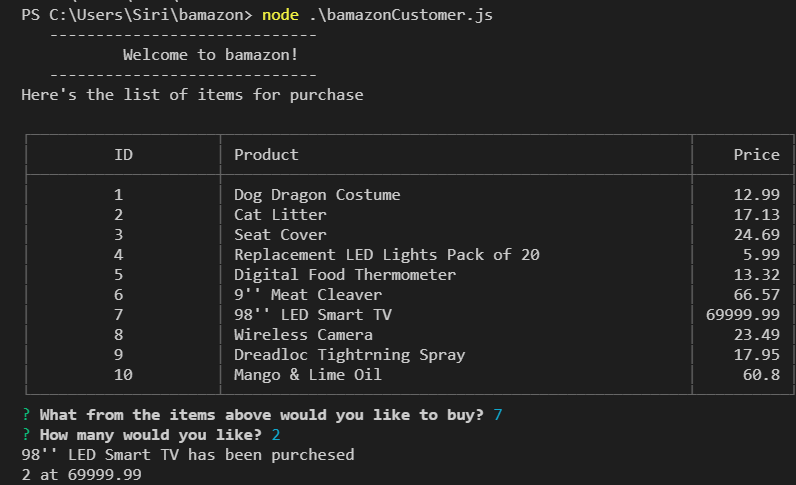 PS C:\Users\Siri\bamazon> node .\bamazonCustomer.js
-----------------------------
Welcome to bamazon!
-----------------------------
Here's the list of items for purchase
ID Product Price
1 Dog Dragon Costume 12.99
2 Cat Litter 17.13
3 Seat Cover 24.69
4 Replacement LED Lights Pack of 20 5.99
5 Digital Food Thermometer 13.32
6 9'' Meat Cleaver 66.57
7 98'' LED Smart TV 69999.99
8 Wireless Camera 23.49
9 Dreadloc Tightrning Spray 17.95
10 Mango & Lime Oil 60.8
? What from the items above would you like to buy? 7
? How many would you like? 2
98'' LED Smart TV has been purchesed
2 at 69999.99